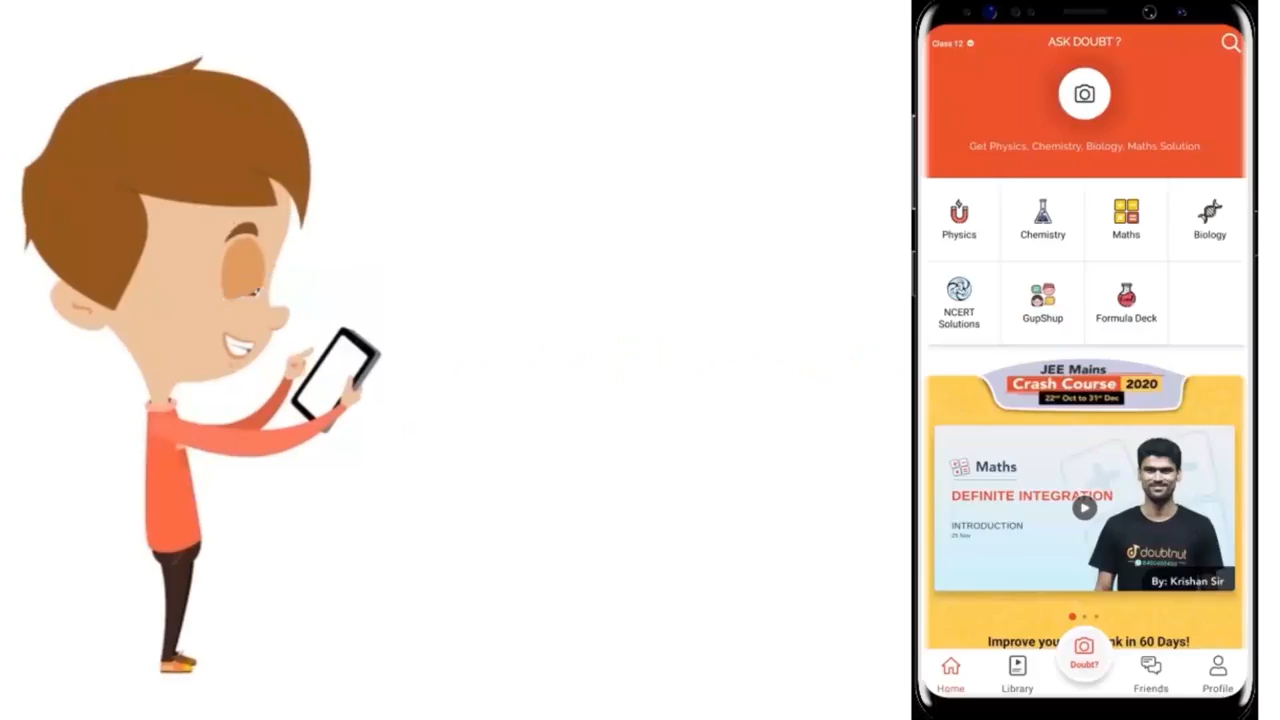 Class 12
ASK DOUBT ?
Get Physics, Chemistry, Biology, Maths Solution
Physics
Chemistry
Maths
Biology
NCERT
Solutions
GupShup
Formula Deck
JEE Mains
Crash Course 2020
22nd Oct to 31st Dec
Maths
DEFINITE INTEGRATION
INTRODUCTION
doubtnut
By: Krishan Sir
Improve you nk in 60 Days!
Doubt?
Home
Library
Friends
Profile